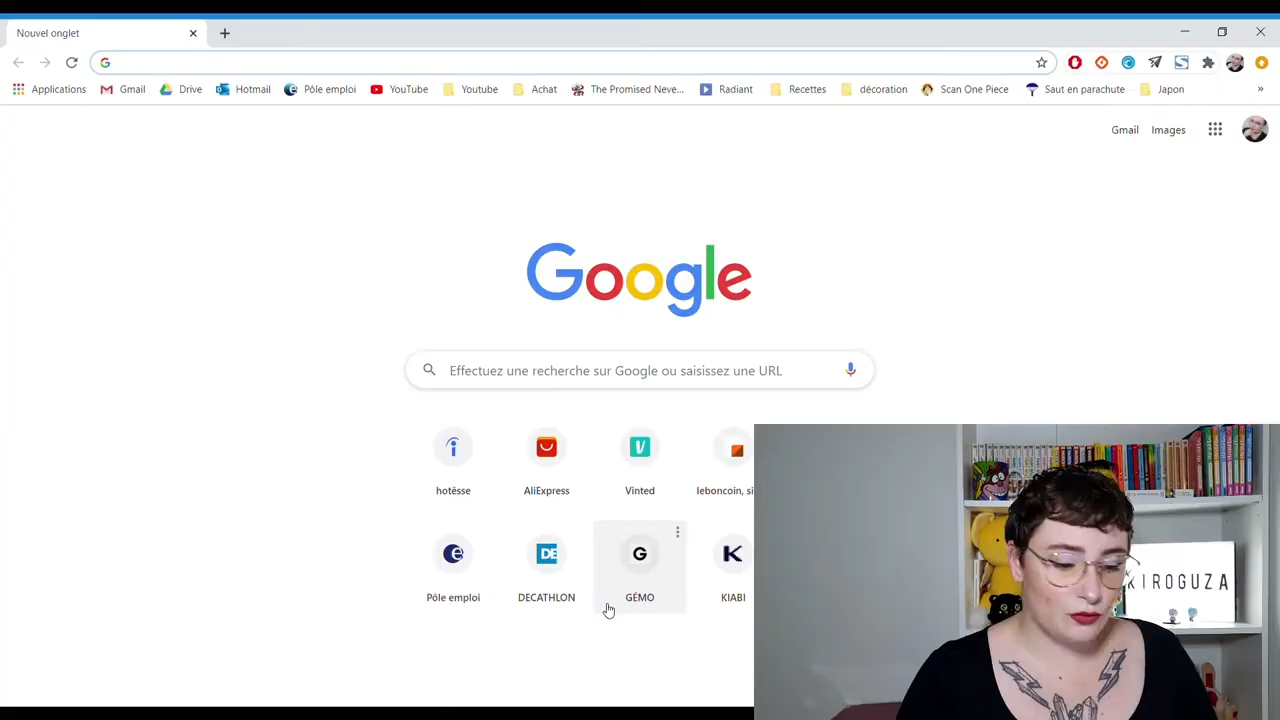 Nouvel onglet
Applications Gmail Drive Hotmail Pôle emploi YouTube Youtube Achat The Promised Neve... Radiant Recettes décoration Scan One Piece Saut en parachute Japon »
Gmail Images
Google
Effectuez une recherche sur Google ou saisissez une URL
hotêsse AliExpress Vinted leboncoin, si
DE
G
K
Pôle emploi DECATHLON GÉMO KIABI
KIROGUZA